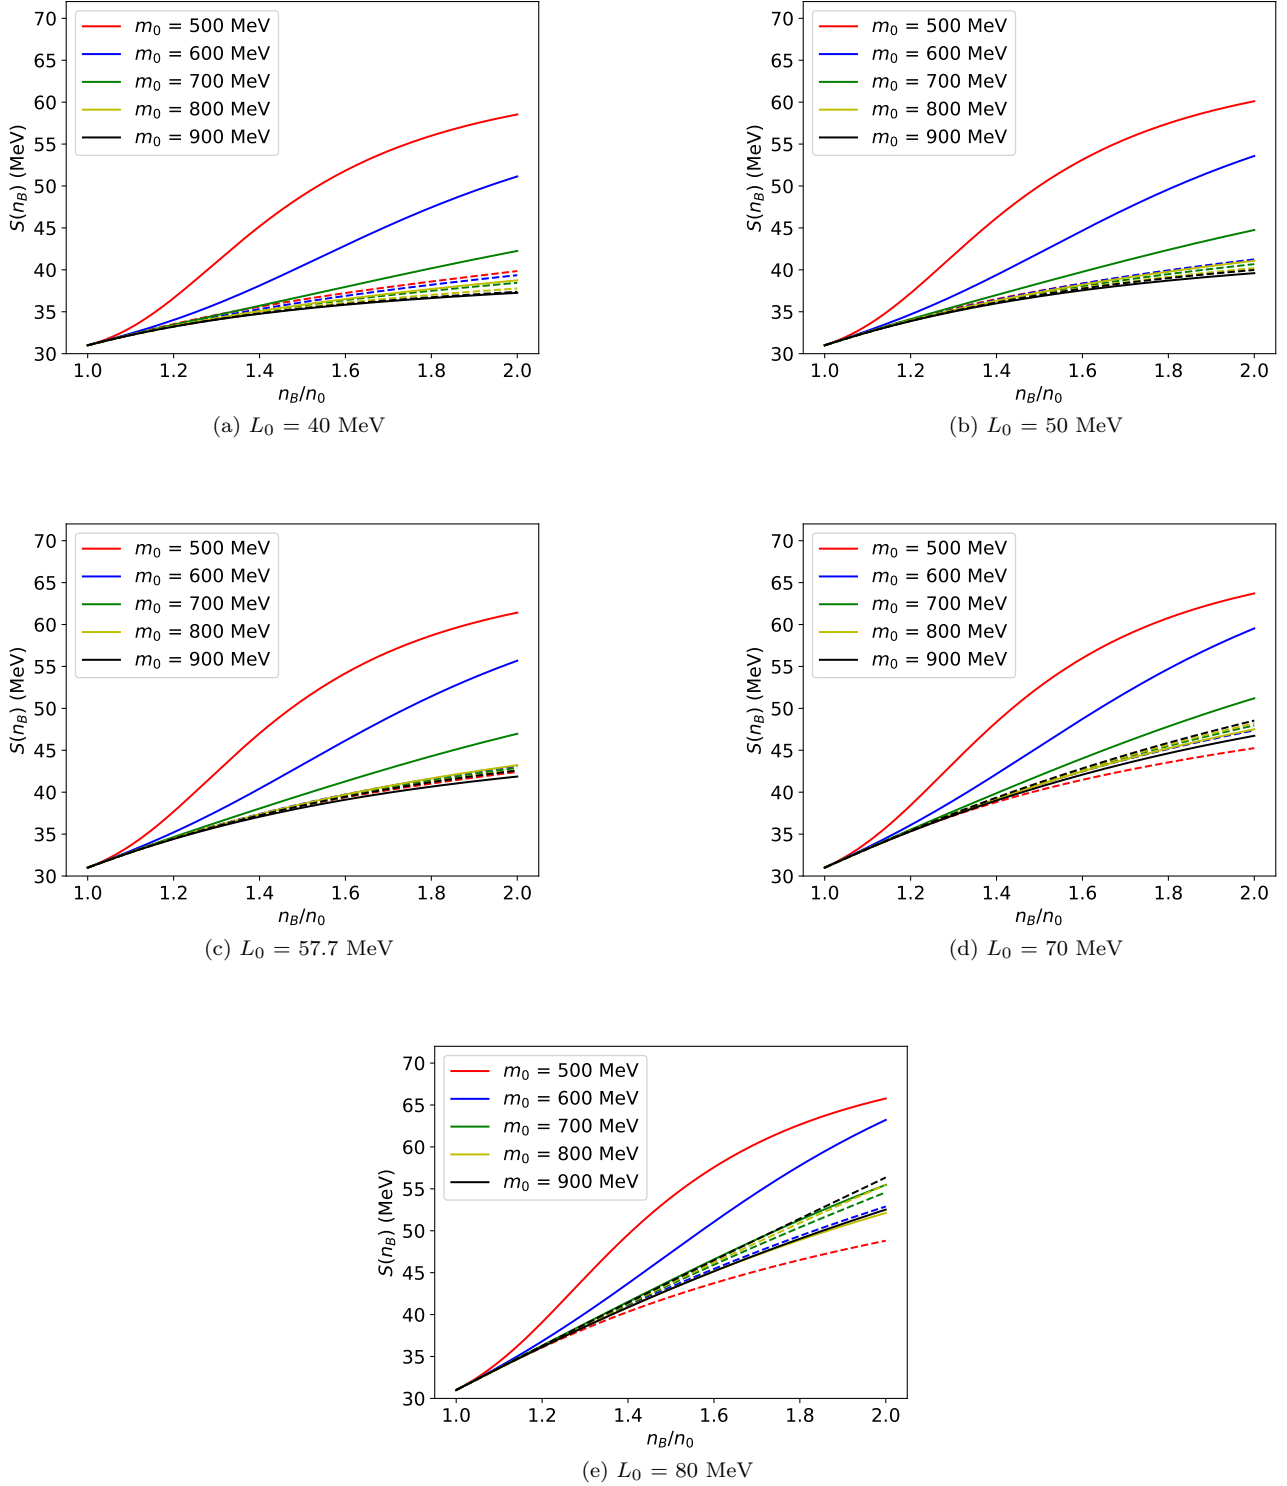 70
65
60
55
50
45
40
35
30
S(n_B) (MeV)
m_0 = 500 MeV
m_0 = 600 MeV
m_0 = 700 MeV
m_0 = 800 MeV
m_0 = 900 MeV
1.0 1.2 1.4 1.6 1.8 2.0
n_B/n_0
(a) L_0 = 40 MeV
70
65
60
55
50
45
40
35
30
S(n_B) (MeV)
m_0 = 500 MeV
m_0 = 600 MeV
m_0 = 700 MeV
m_0 = 800 MeV
m_0 = 900 MeV
1.0 1.2 1.4 1.6 1.8 2.0
n_B/n_0
(b) L_0 = 50 MeV
70
65
60
55
50
45
40
35
30
S(n_B) (MeV)
m_0 = 500 MeV
m_0 = 600 MeV
m_0 = 700 MeV
m_0 = 800 MeV
m_0 = 900 MeV
1.0 1.2 1.4 1.6 1.8 2.0
n_B/n_0
(c) L_0 = 57.7 MeV
70
65
60
55
50
45
40
35
30
S(n_B) (MeV)
m_0 = 500 MeV
m_0 = 600 MeV
m_0 = 700 MeV
m_0 = 800 MeV
m_0 = 900 MeV
1.0 1.2 1.4 1.6 1.8 2.0
n_B/n_0
(d) L_0 = 70 MeV
70
65
60
55
50
45
40
35
30
S(n_B) (MeV)
m_0 = 500 MeV
m_0 = 600 MeV
m_0 = 700 MeV
m_0 = 800 MeV
m_0 = 900 MeV
1.0 1.2 1.4 1.6 1.8 2.0
n_B/n_0
(e) L_0 = 80 MeV